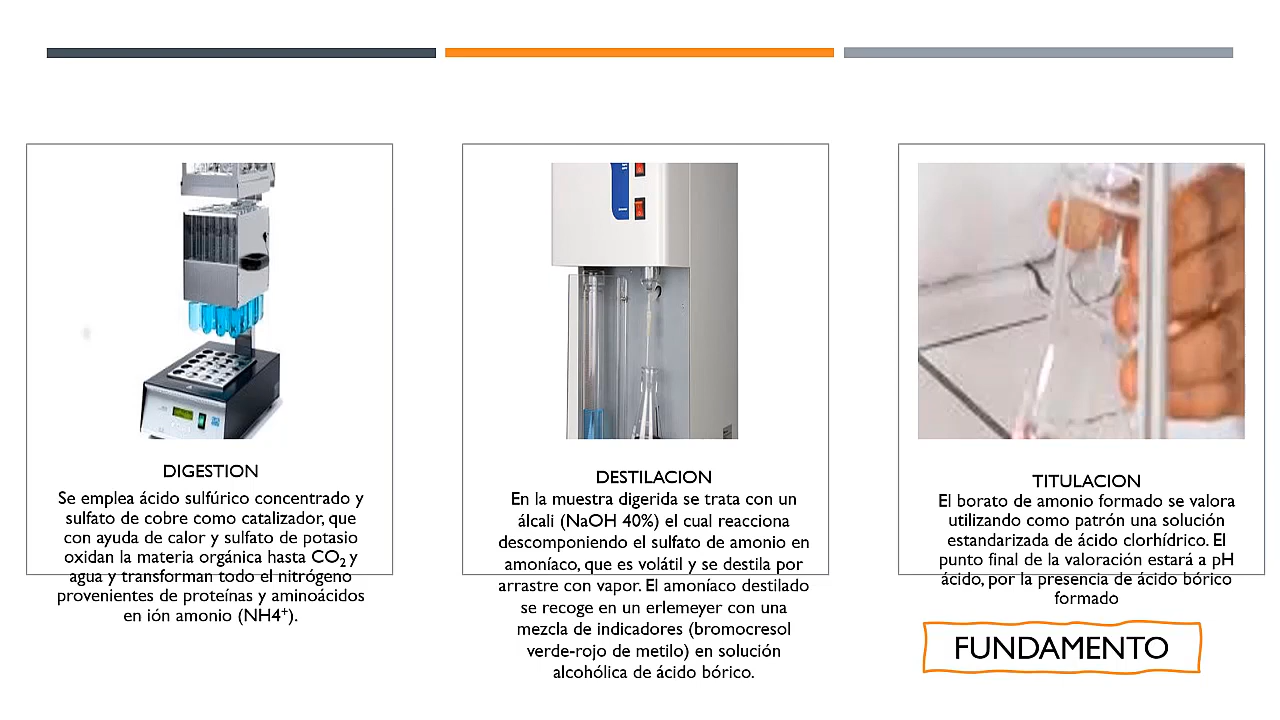 DIGESTION
Se emplea ácido sulfúrico concentrado y
sulfato de cobre como catalizador, que
con ayuda de calor y sulfato de potasio
oxidan la materia orgánica hasta CO2 y
agua y transforman todo el nitrógeno
provenientes de proteínas y aminoácidos
en ión amonio (NH4+).
DESTILACION
En la muestra digerida se trata con un
álcali (NaOH 40%) el cual reacciona
descomponiendo el sulfato de amonio en
amoníaco, que es volátil y se destila por
arrastre con vapor. El amoníaco destilado
se recoge en un erlemeyer con una
mezcla de indicadores (bromocresol
verde-rojo de metilo) en solución
alcohólica de ácido bórico.
TITULACION
El borato de amonio formado se valora
utilizando como patrón una solución
estandarizada de ácido clorhídrico. El
punto final de la valoración estará a pH
ácido, por la presencia de ácido bórico
formado
FUNDAMENTO